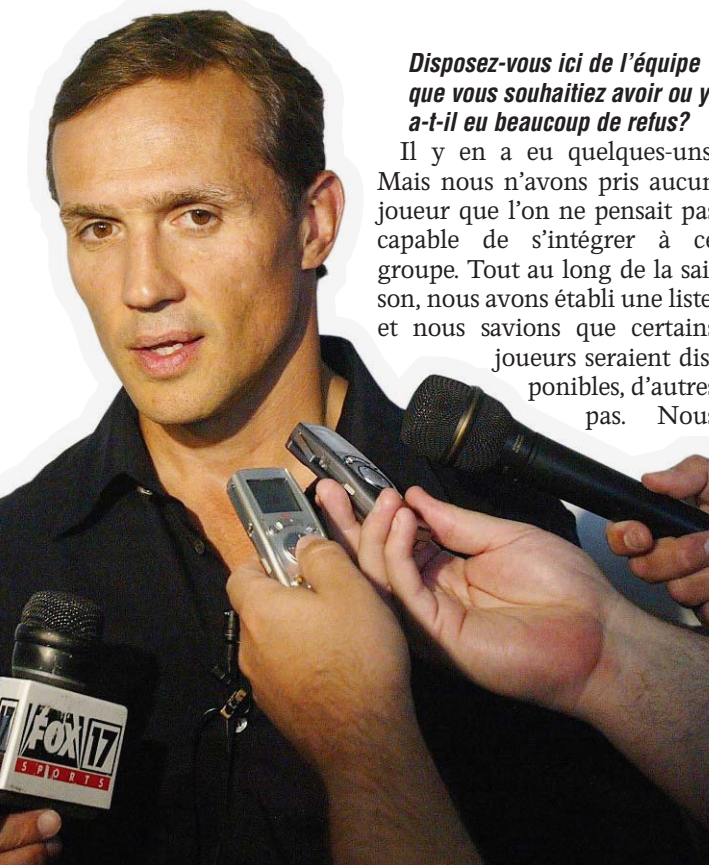 Disposez-vous ici de l'équipe
que vous souhaitiez avoir ou y
a-t-il eu beaucoup de refus?
Il y en a eu quelques-uns
Mais nous n'avons pris aucun
joueur que l'on ne pensait pas
capable de s'intégrer à ce
groupe. Tout au long de la sai
son, nous avons établi une liste
et nous savions que certains
joueurs seraient dis
ponibles, d'autres
pas. Nous
17
FOX 17
SPORTS